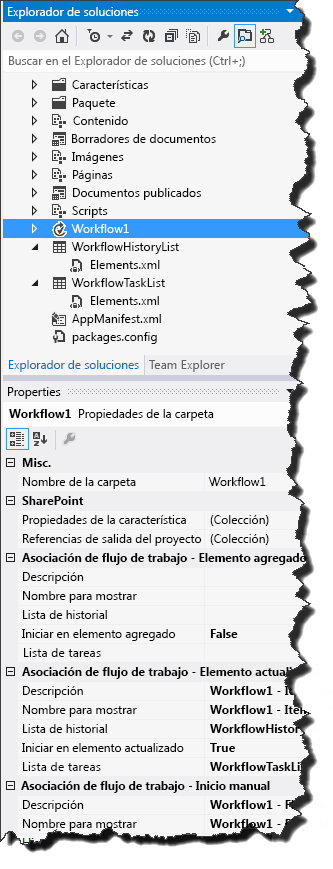 Explorador de soluciones
Buscar en el Explorador de soluciones (Ctrl+;)
Características
Paquete
Contenido
Borradores de documentos
Imágenes
Páginas
Documentos publicados
Scripts
Workflow1
WorkflowHistoryList
Elements.xml
WorkflowTaskList
Elements.xml
AppManifest.xml
packages.config
Explorador de soluciones Team Explorer
Properties
Workflow1 Propiedades de la carpeta
Misc.
Nombre de la carpeta Workflow1
SharePoint
Propiedades de la característica (Colección)
Referencias de salida del proyecto (Colección)
Asociación de flujo de trabajo - Elemento agregado
Descripción
Nombre para mostrar
Lista de historial
Iniciar en elemento agregado False
Lista de tareas
Asociación de flujo de trabajo - Elemento actuali
Descripción Workflow1 - It
Nombre para mostrar Workflow1 - Item
Lista de historial WorkflowHistor
Iniciar en elemento actualizado True
Lista de tareas WorkflowTaskLi
Asociación de flujo de trabajo - Inicio manual
Descripción Workflow1 -
Nombre para mostrar Workflow1 -